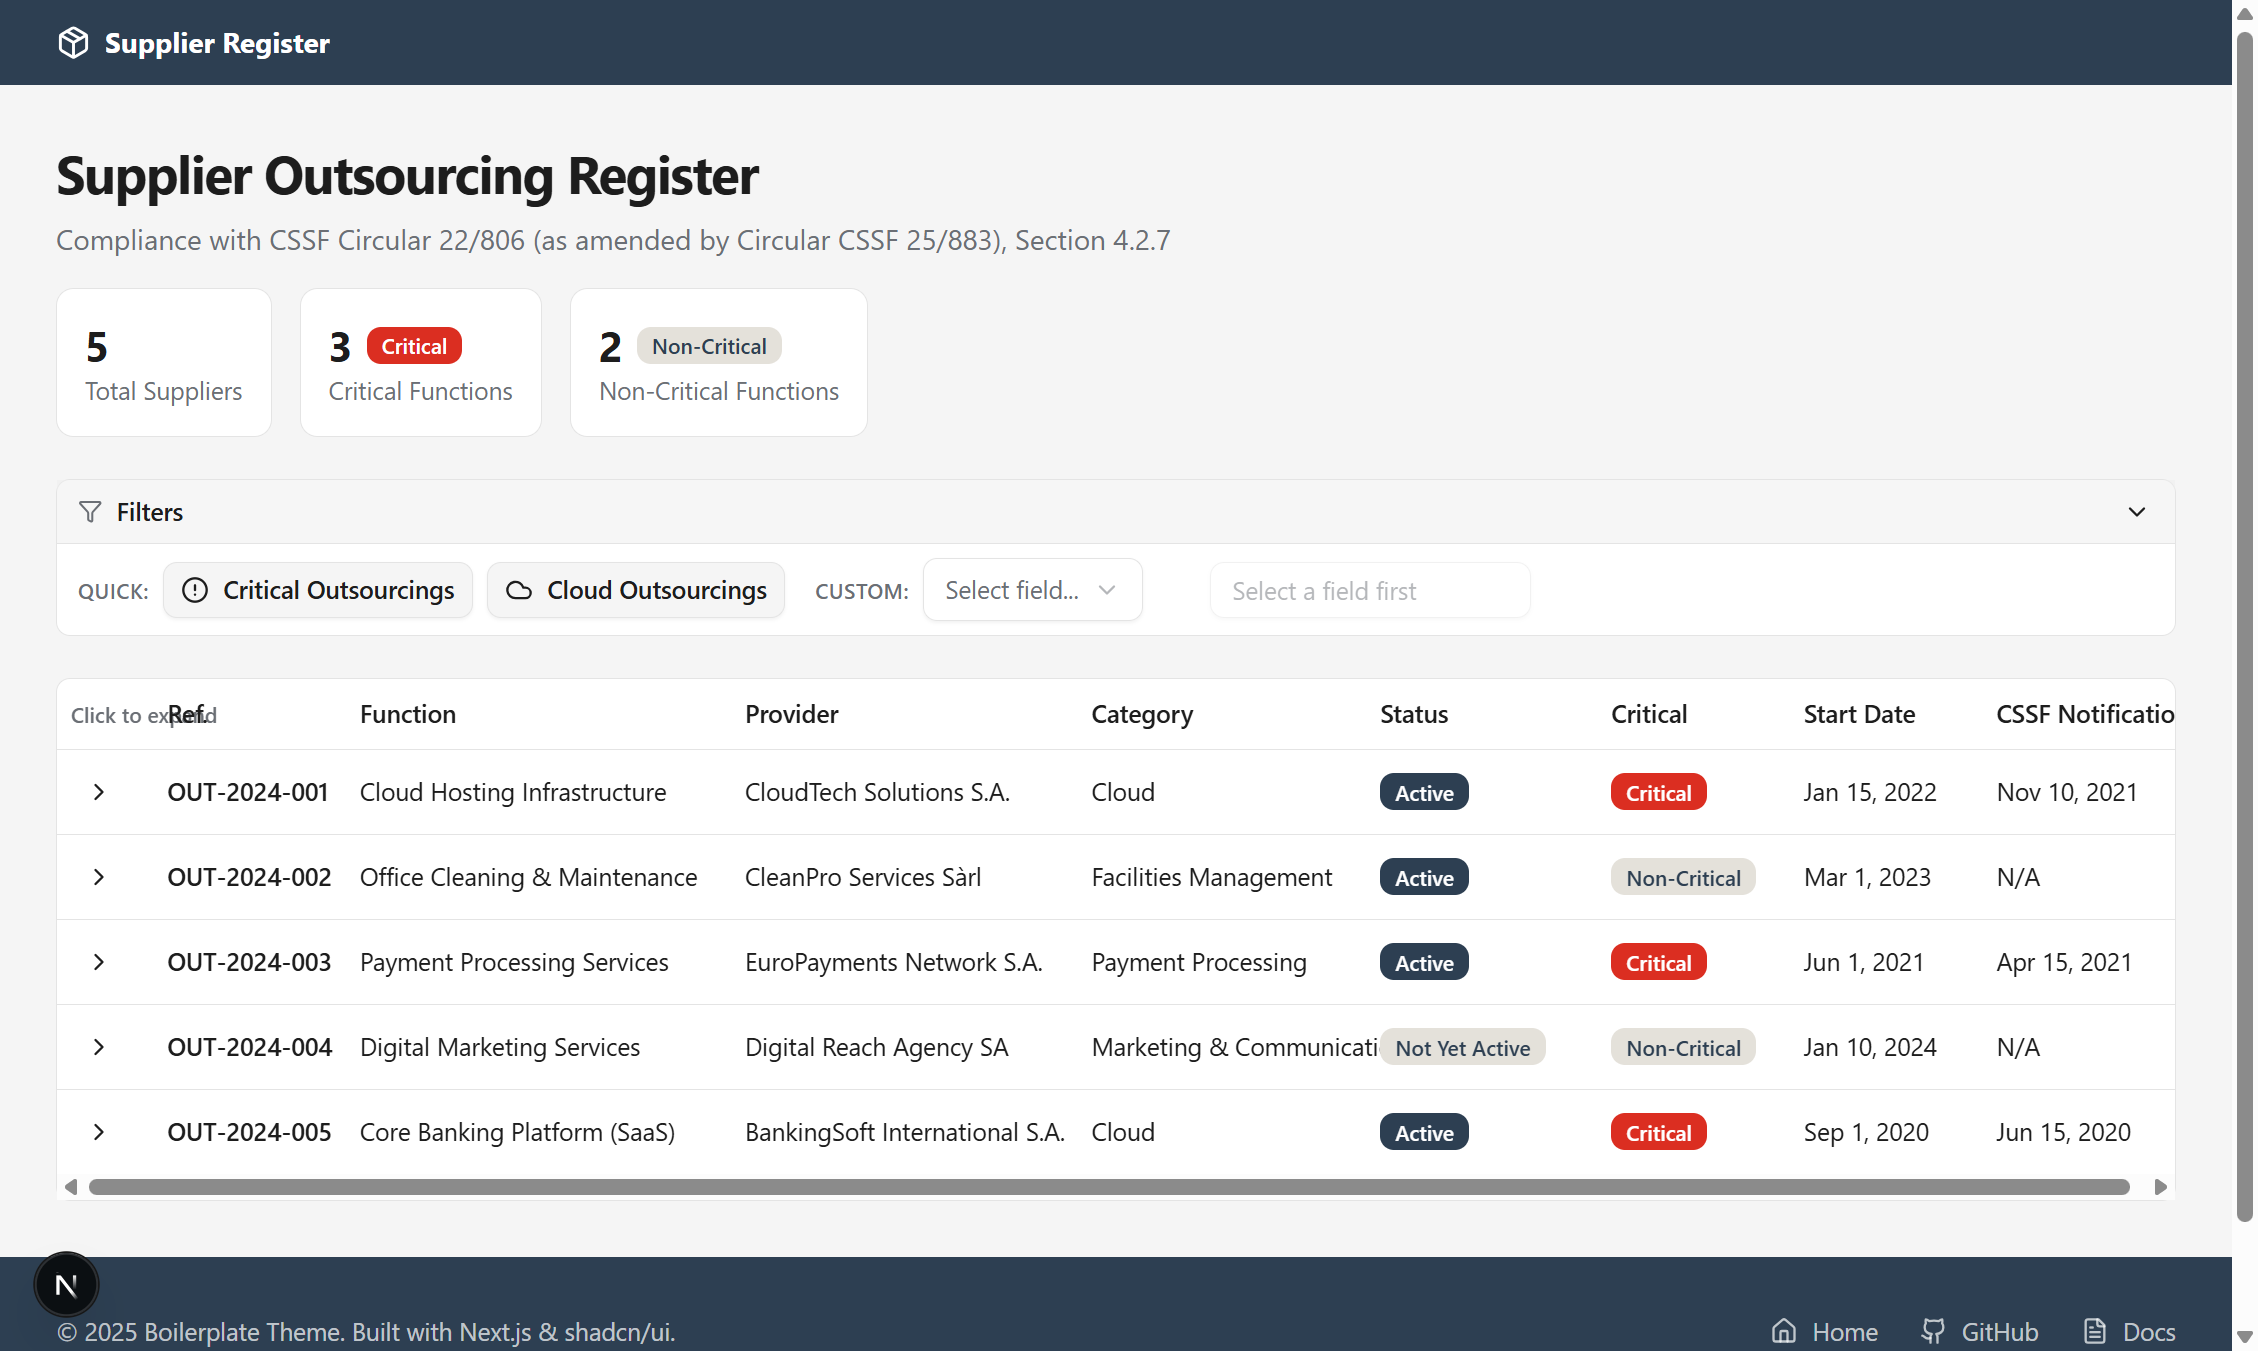 Supplier Register
Supplier Outsourcing Register
Compliance with CSSF Circular 22/806 (as amended by Circular CSSF 25/883), Section 4.2.7
5
Total Suppliers
3 Critical
Critical Functions
2 Non-Critical
Non-Critical Functions
Filters
QUICK: Critical Outsourcings Cloud Outsourcings CUSTOM: Select field... Select a field first
Click to expand Ref. Function Provider Category Status Critical Start Date CSSF Notificatio
OUT-2024-001 Cloud Hosting Infrastructure CloudTech Solutions S.A. Cloud Active Critical Jan 15, 2022 Nov 10, 2021
OUT-2024-002 Office Cleaning & Maintenance CleanPro Services Sàrl Facilities Management Active Non-Critical Mar 1, 2023 N/A
OUT-2024-003 Payment Processing Services EuroPayments Network S.A. Payment Processing Active Critical Jun 1, 2021 Apr 15, 2021
OUT-2024-004 Digital Marketing Services Digital Reach Agency SA Marketing & Communicati Not Yet Active Non-Critical Jan 10, 2024 N/A
OUT-2024-005 Core Banking Platform (SaaS) BankingSoft International S.A. Cloud Active Critical Sep 1, 2020 Jun 15, 2020
N
© 2025 Boilerplate Theme. Built with Next.js & shadcn/ui. Home GitHub Docs